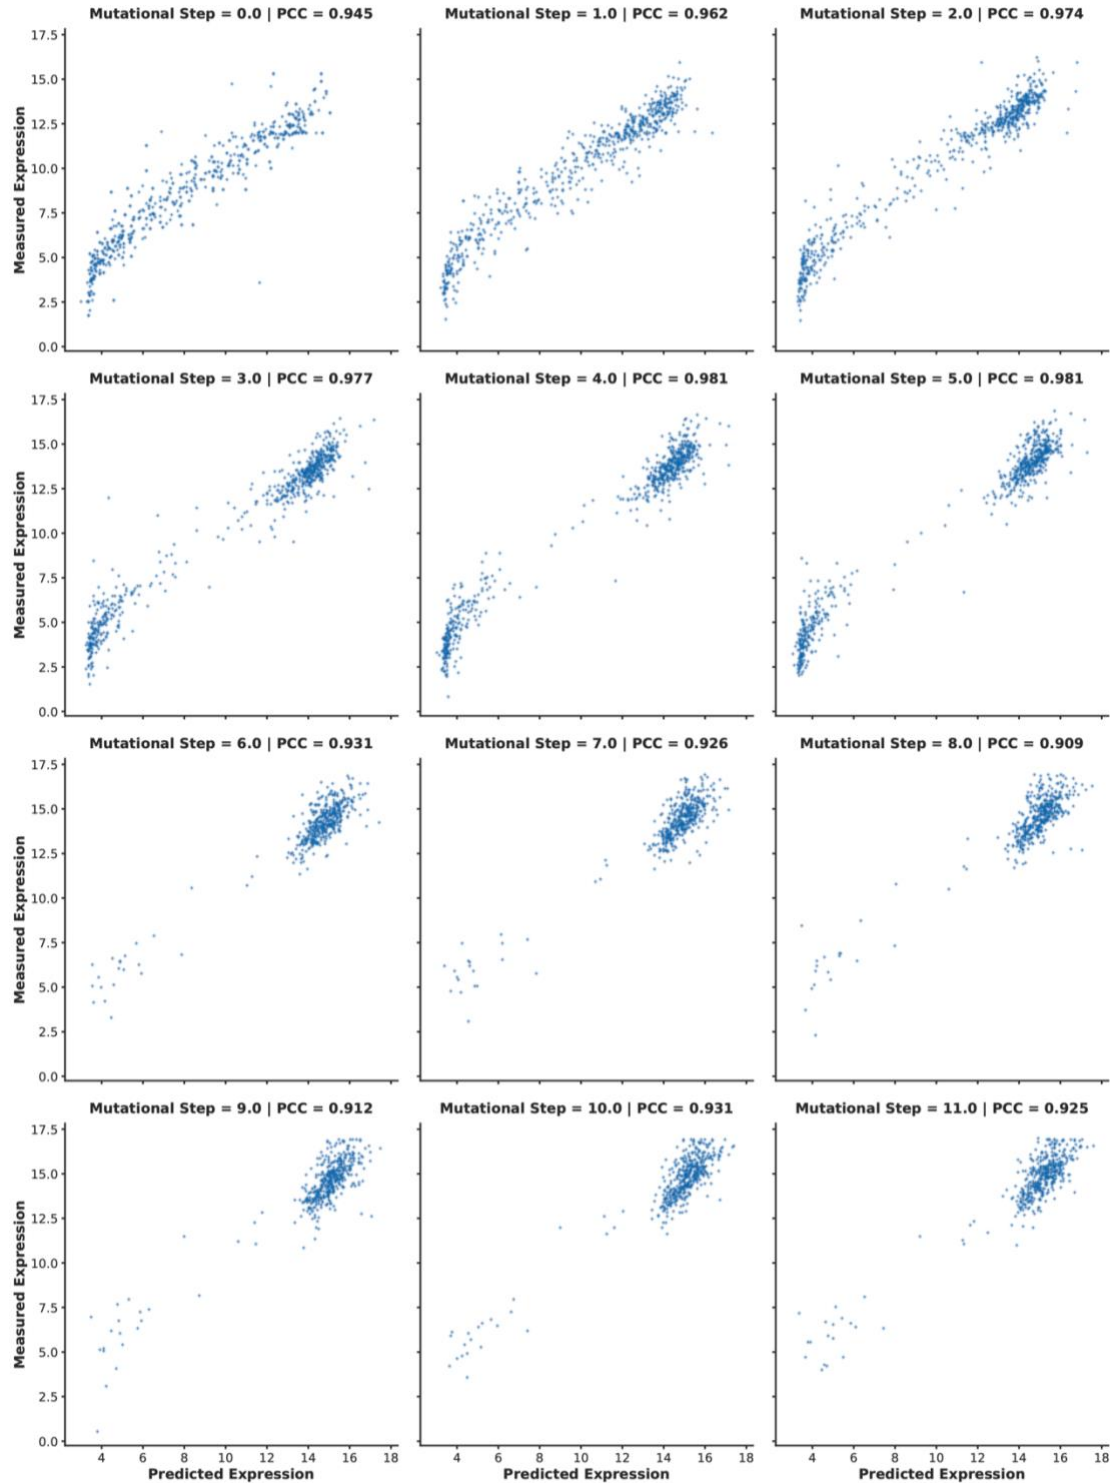 Mutational Step = 0.0 | PCC = 0.945
Mutational Step = 1.0 | PCC = 0.962
Mutational Step = 2.0 | PCC = 0.974
17.5
15.0
12.5
10.0
7.5
5.0
2.5
0.0
Measured Expression
Mutational Step = 3.0 | PCC = 0.977
Mutational Step = 4.0 | PCC = 0.981
Mutational Step = 5.0 | PCC = 0.981
17.5
15.0
12.5
10.0
7.5
5.0
2.5
0.0
Measured Expression
Mutational Step = 6.0 | PCC = 0.931
Mutational Step = 7.0 | PCC = 0.926
Mutational Step = 8.0 | PCC = 0.909
17.5
15.0
12.5
10.0
7.5
5.0
2.5
0.0
Measured Expression
Mutational Step = 9.0 | PCC = 0.912
Mutational Step = 10.0 | PCC = 0.931
Mutational Step = 11.0 | PCC = 0.925
17.5
15.0
12.5
10.0
7.5
5.0
2.5
0.0
Measured Expression
4 6 8 10 12 14 16 18
Predicted Expression
4 6 8 10 12 14 16 18
Predicted Expression
4 6 8 10 12 14 16 18
Predicted Expression